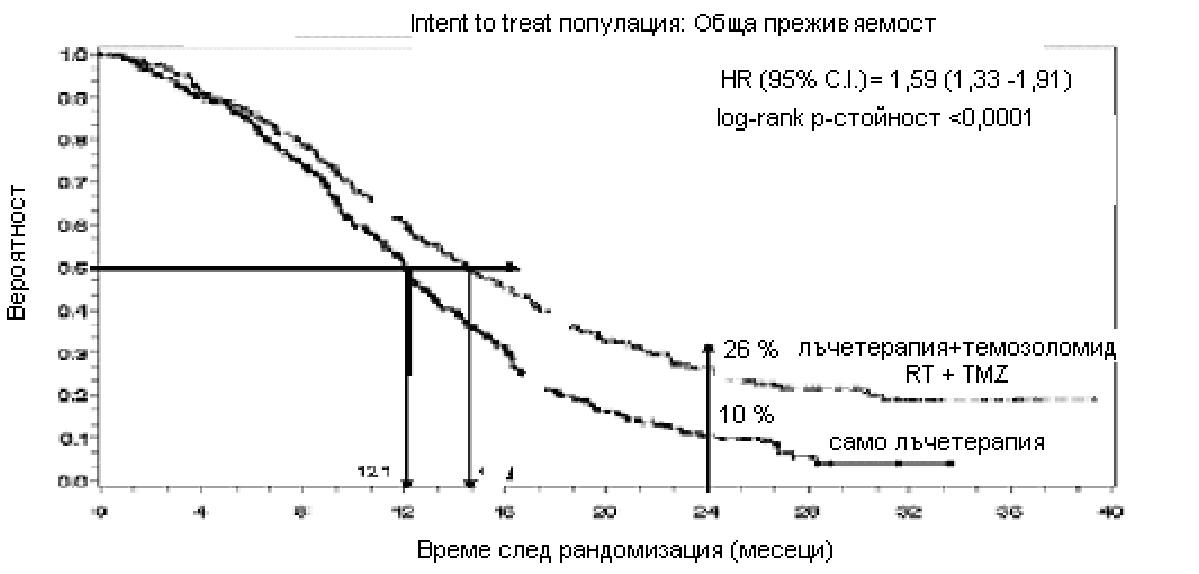 Intent to treat популация: Обща преживяемост
HR (95% C.I.)= 1,59 (1,33 -1,91)
log-rank p-стойност <0,0001
Вероятност
1.0
0.9
0.8
0.7
0.6
0.5
0.4
0.3
0.2
0.1
0.0
26 % лъчетерапия+темозоломид
RT + TMZ
10 %
само лъчетерапия
12.1
0 4 8 12 16 20 24 28 32 36 40
Време след рандомизация (месеци)